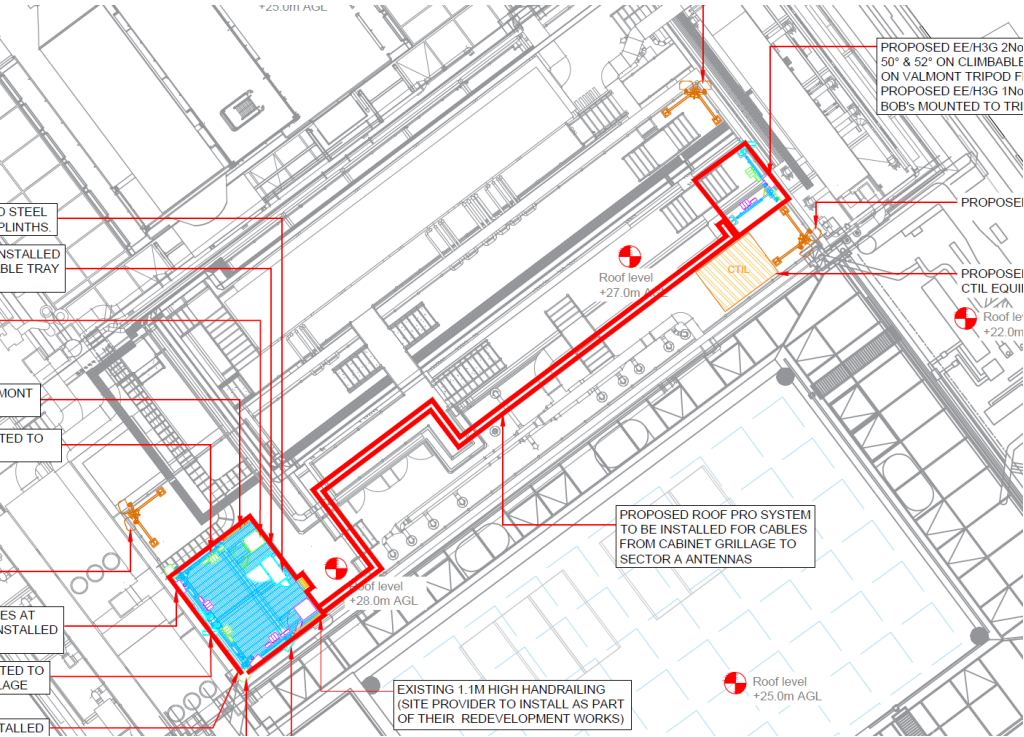 +25.0m AGL
PROPOSED EE/H3G 2No
50° & 52° ON CLIMBABLE
ON VALMONT TRIPOD F
PROPOSED EE/H3G 1No
BOB's MOUNTED TO TRI
STEEL
PLINTHS.
NSTALLED
BLE TRAY
PROPOSE
Roof level
+27.0m
CTIL
PROPOSE
CTIL EQUI
Roof le
+22.0m
MONT
TED TO
PROPOSED ROOF PRO SYSTEM
TO BE INSTALLED FOR CABLES
FROM CABINET GRILLAGE TO
SECTOR A ANTENNAS
oof level
+28.0m AGL
ES AT
NSTALLED
TED TO
LAGE
EXISTING 1.1M HIGH HANDRAILING
(SITE PROVIDER TO INSTALL AS PART
OF THEIR REDEVELOPMENT WORKS)
Roof level
+25.0m AGL
TALLED